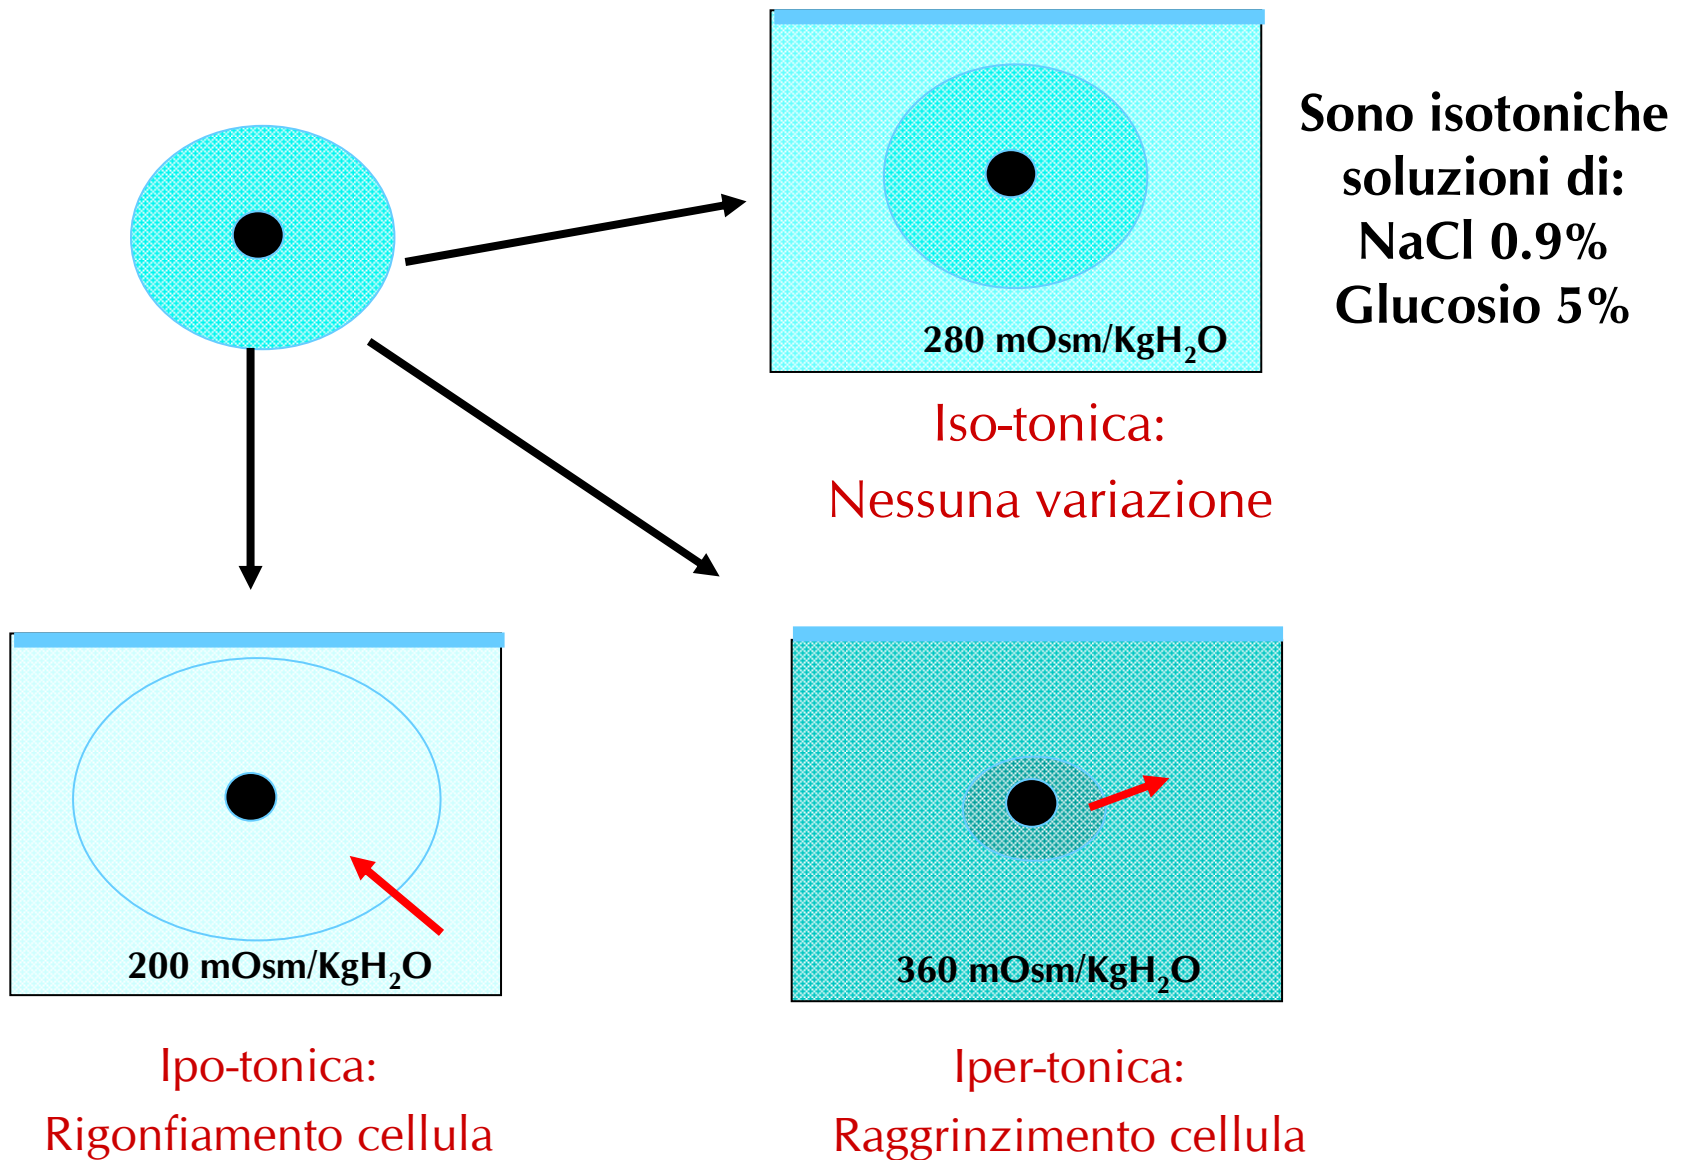 Sono isotoniche
soluzioni di:
NaCl 0.9%
Glucosio 5%
280 mOsm/KgH₂O
Iso-tonica:
Nessuna variazione
200 mOsm/KgH₂O
Ipo-tonica:
Rigonfiamento cellula
360 mOsm/KgH₂O
Iper-tonica:
Raggrinzimento cellula